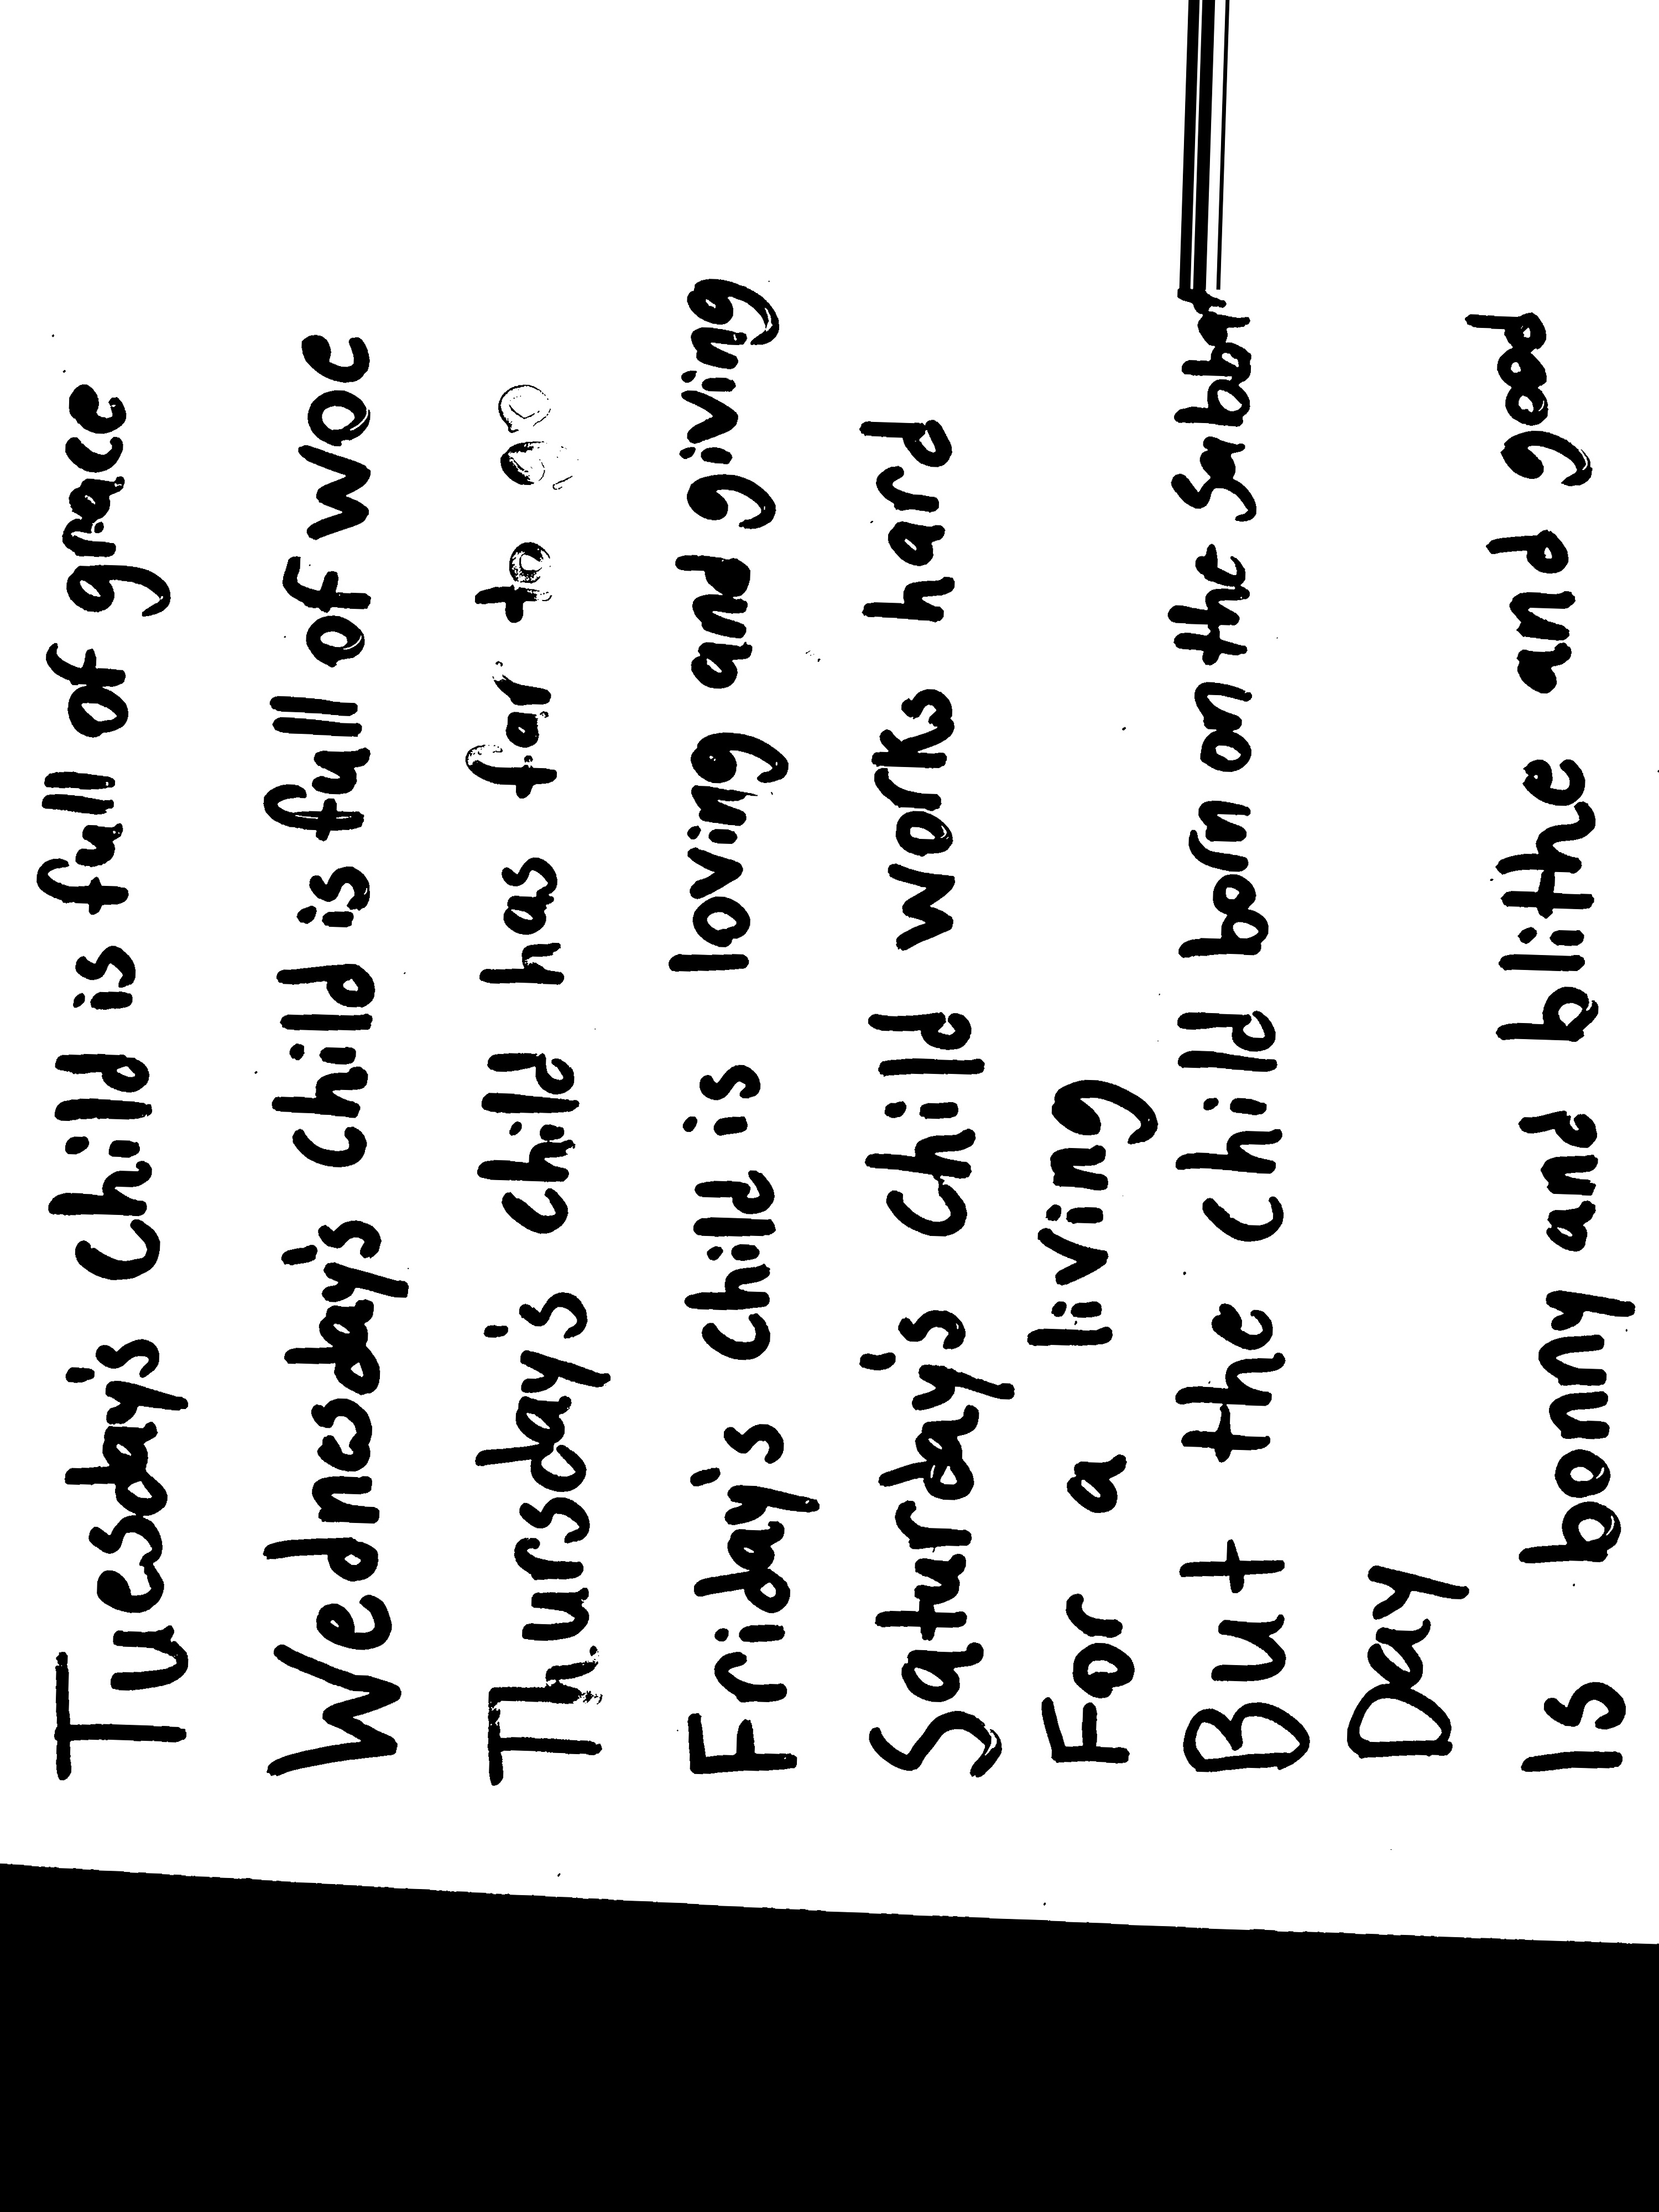 Tuesday's child is full of grace
Wednesday's child is full of woe
Thursday's child has far to go
Friday's child is loving and giving
Saturday's child works hard
For a living
But the child born on the Sabbat
Day
Is bonny and blithe and good